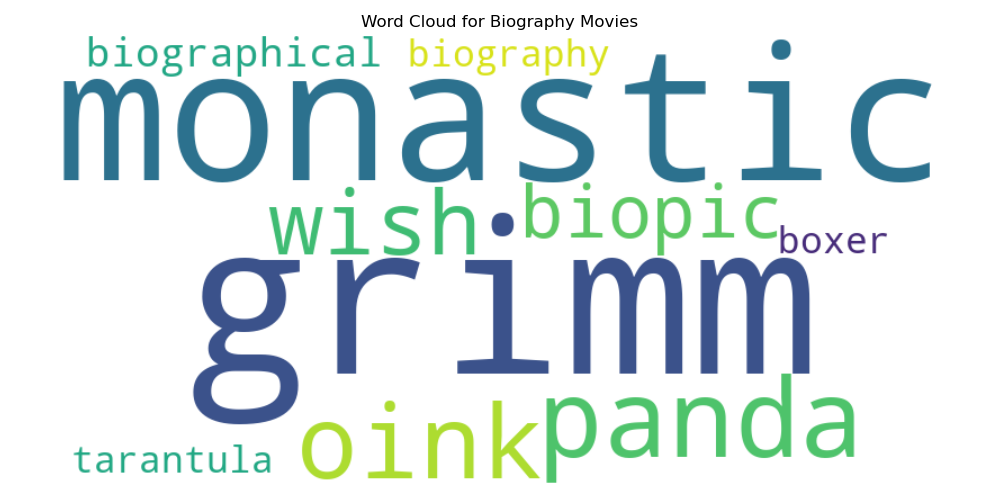 Word Cloud for Biography Movies
biographical biography
monastic
wish biopic
boxer
grimm
oink panda
tarantula